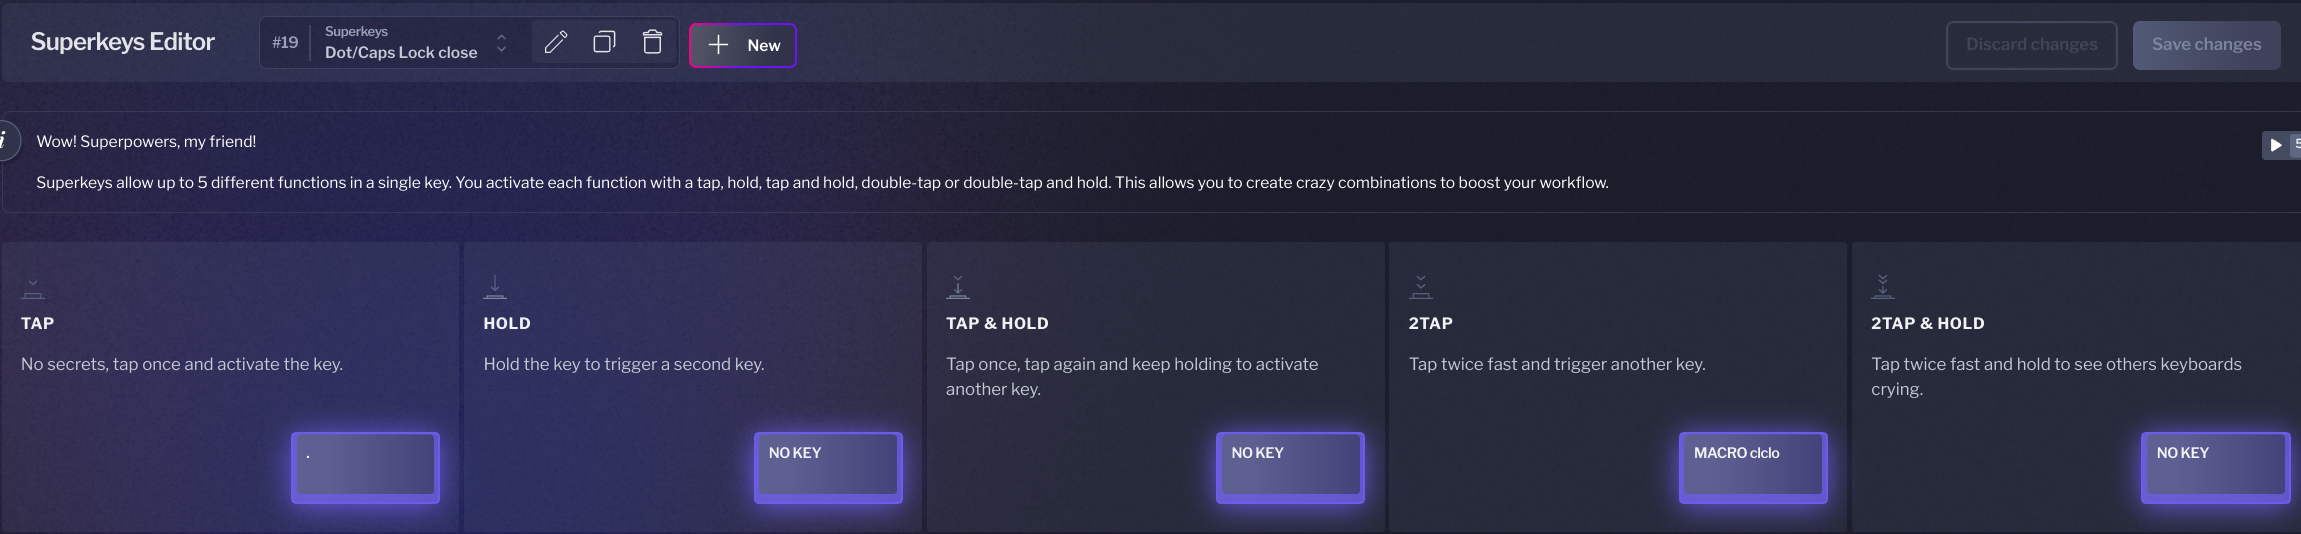 Superkeys Editor
#19
Superkeys
Dot/Caps Lock close
New
Discard changes
Save changes
i
Wow! Superpowers, my friend!
5
Superkeys allow up to 5 different functions in a single key. You activate each function with a tap, hold, tap and hold, double-tap or double-tap and hold. This allows you to create crazy combinations to boost your workflow.
TAP
No secrets, tap once and activate the key.
.
HOLD
Hold the key to trigger a second key.
NO KEY
TAP & HOLD
Tap once, tap again and keep holding to activate
another key.
NO KEY
2TAP
Tap twice fast and trigger another key.
MACRO clclo
2TAP & HOLD
Tap twice fast and hold to see others keyboards
crying.
NO KEY